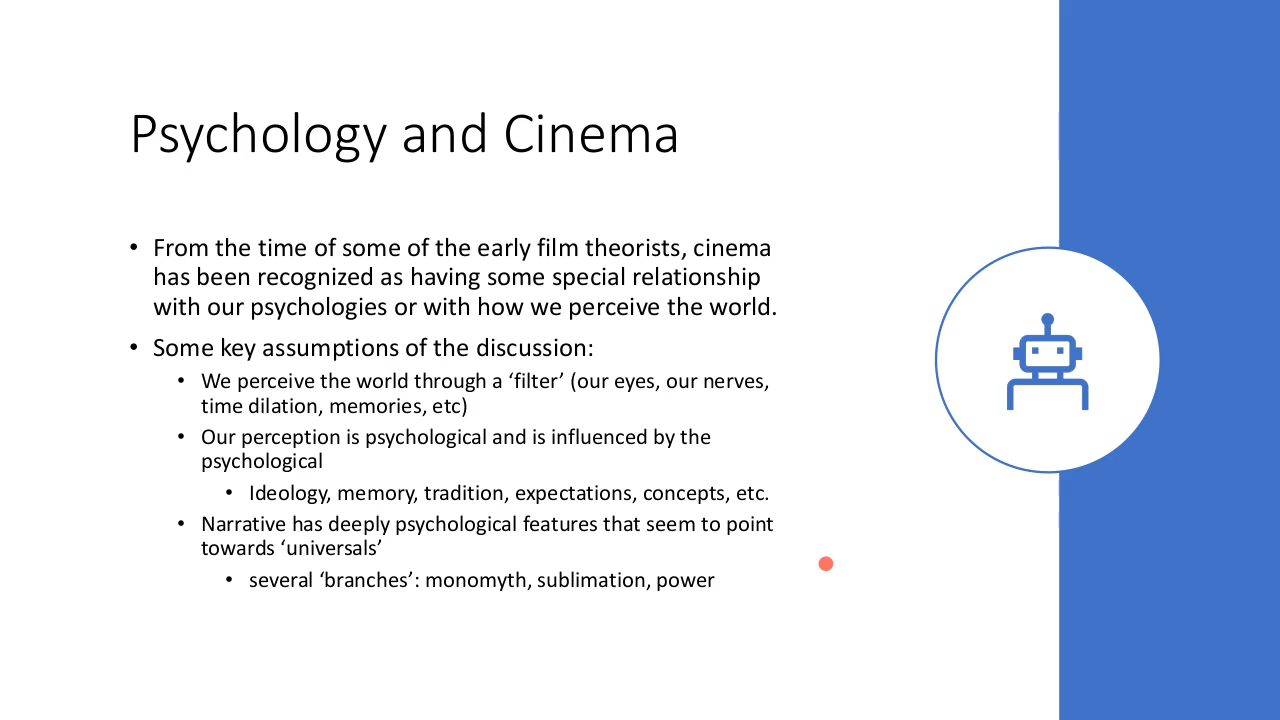 Psychology and Cinema
• From the time of some of the early film theorists, cinema
has been recognized as having some special relationship
with our psychologies or with how we perceive the world.
• Some key assumptions of the discussion:
• We perceive the world through a ‘filter’ (our eyes, our nerves,
time dilation, memories, etc)
• Our perception is psychological and is influenced by the
psychological
• Ideology, memory, tradition, expectations, concepts, etc.
• Narrative has deeply psychological features that seem to point
towards ‘universals’
• several ‘branches’: monomyth, sublimation, power